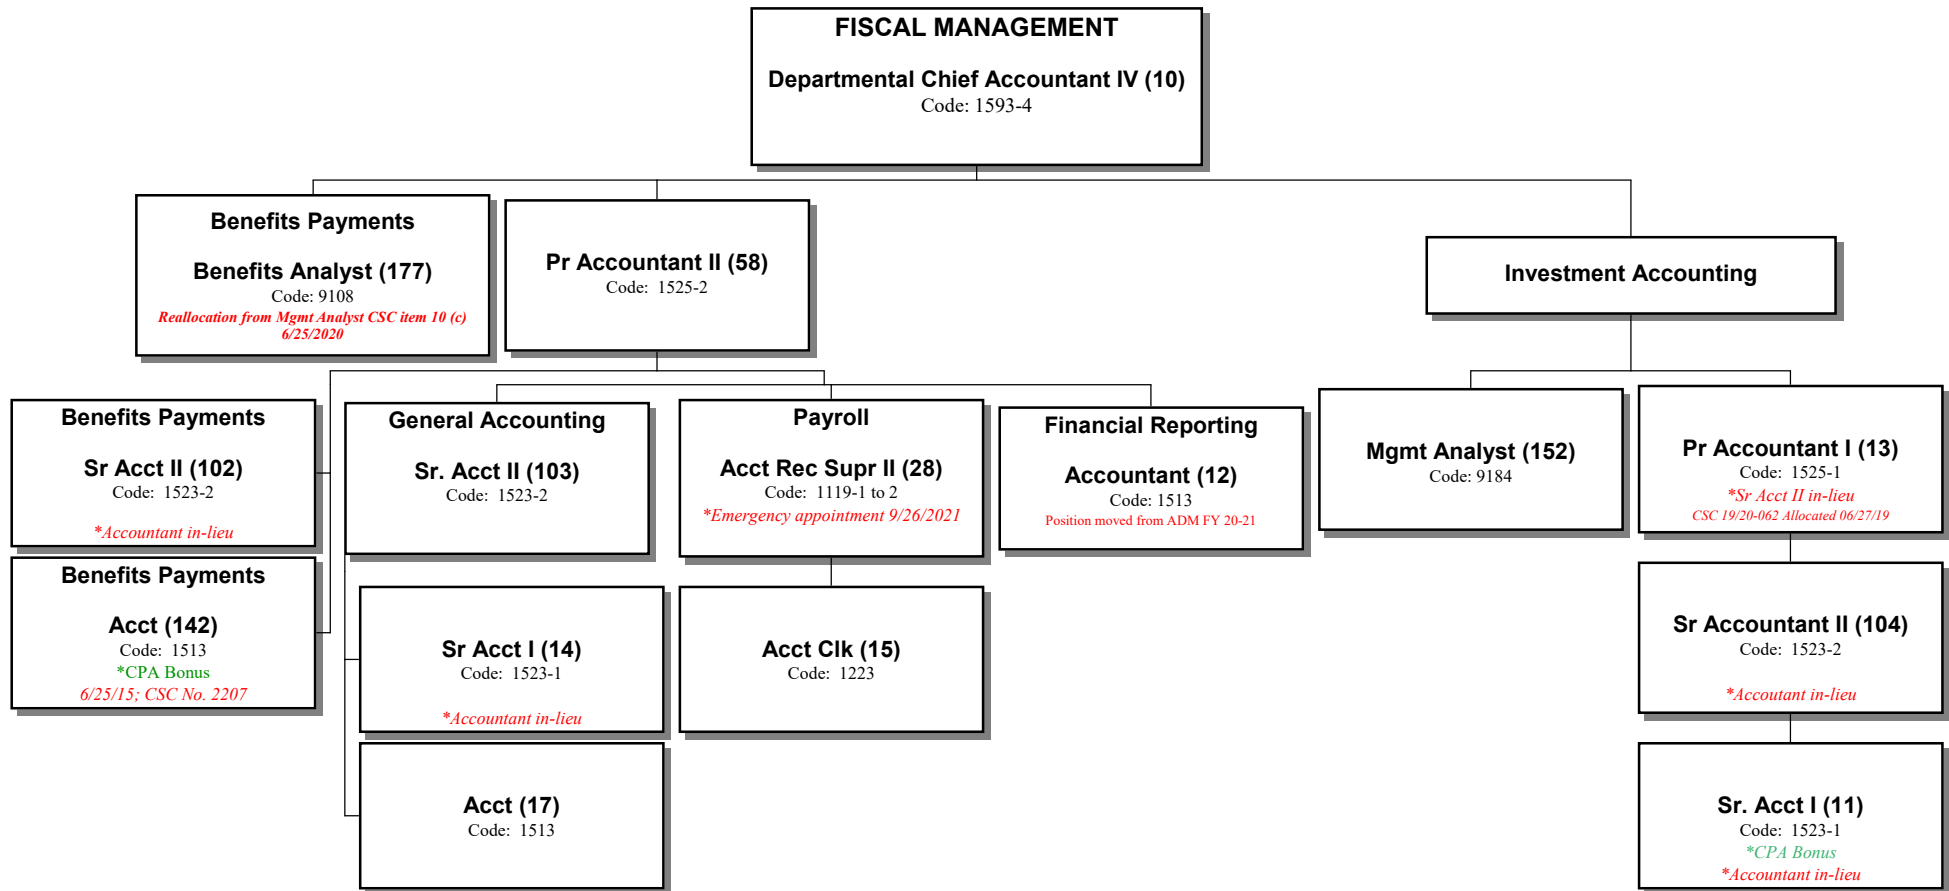 FISCAL MANAGEMENT
Departmental Chief Accountant IV (10)
Code: 1593-4
Benefits Payments
Benefits Analyst (177)
Code: 9108
Reallocation from Mgmt Analyst CSC item 10 (c)
6/25/2020
Pr Accountant II (58)
Code: 1525-2
Investment Accounting
Benefits Payments
Sr Acct II (102)
Code: 1523-2
*Accountant in-lieu
Benefits Payments
Acct (142)
Code: 1513
*CPA Bonus
6/25/15; CSC No. 2207
General Accounting
Sr. Acct II (103)
Code: 1523-2
Sr Acct I (14)
Code: 1523-1
*Accountant in-lieu
Acct (17)
Code: 1513
Payroll
Acct Rec Supr II (28)
Code: 1119-1 to 2
*Emergency appointment 9/26/2021
Acct Clk (15)
Code: 1223
Financial Reporting
Accountant (12)
Code: 1513
Position moved from ADM FY 20-21
Mgmt Analyst (152)
Code: 9184
Pr Accountant I (13)
Code: 1525-1
*Sr Acct II in-lieu
CSC 19/20-062 Allocated 06/27/19
Sr Accountant II (104)
Code: 1523-2
*Accoutant in-lieu
Sr. Acct I (11)
Code: 1523-1
*CPA Bonus
*Accountant in-lieu